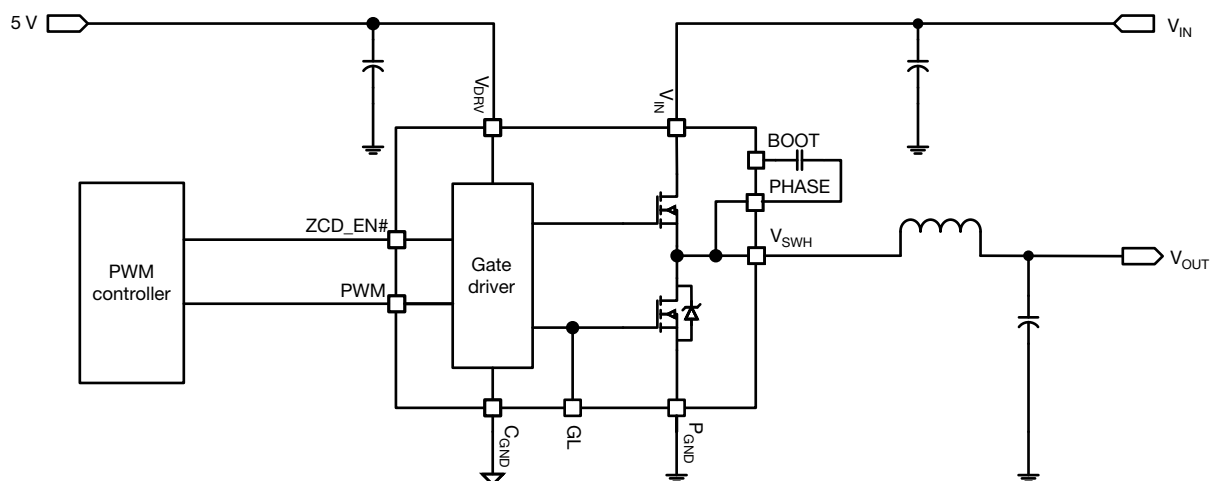 5 V
V_IN
V_DRV
V_IN
BOOT
PHASE
ZCD_EN#
V_SWH
PWM
controller
Gate
driver
V_OUT
PWM
C_GND
GL
P_GND